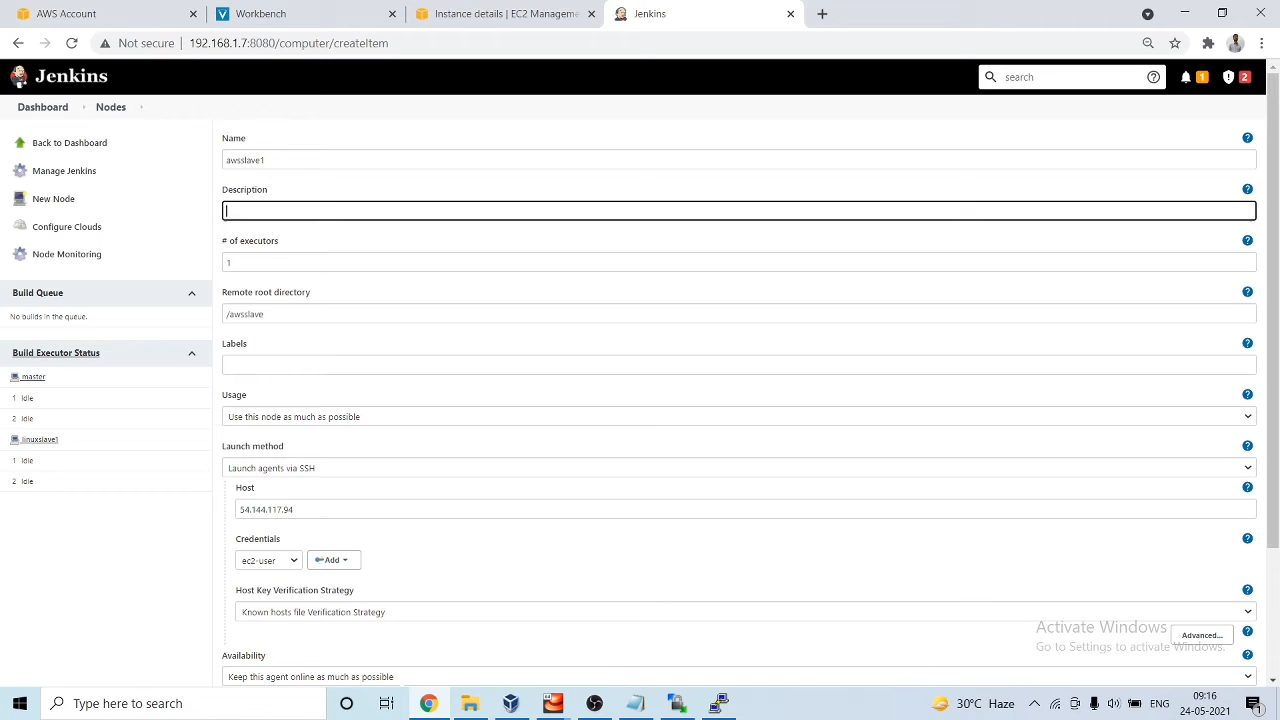 AWS Account
Workbench
Instance details | EC2 Manageme
Jenkins
Not secure | 192.168.1.7:8080/computer/createItem
Jenkins
search
1
2
Dashboard
Nodes
Back to Dashboard
Manage Jenkins
New Node
Configure Clouds
Node Monitoring
Build Queue
No builds in the queue.
Build Executor Status
master
1 Idle
2 Idle
linuxslave1
1 Idle
2 Idle
Name
awsslave1
Description
# of executors
1
Remote root directory
/awsslave
Labels
Usage
Use this node as much as possible
Launch method
Launch agents via SSH
Host
54.144.117.94
Credentials
ec2-user
Add
Host Key Verification Strategy
Known hosts file Verification Strategy
Advanced...
Availability
Keep this agent online as much as possible
Activate Windows
Go to Settings to activate Windows.
Type here to search
30°C Haze
ENG
09:16
24-05-2021
1